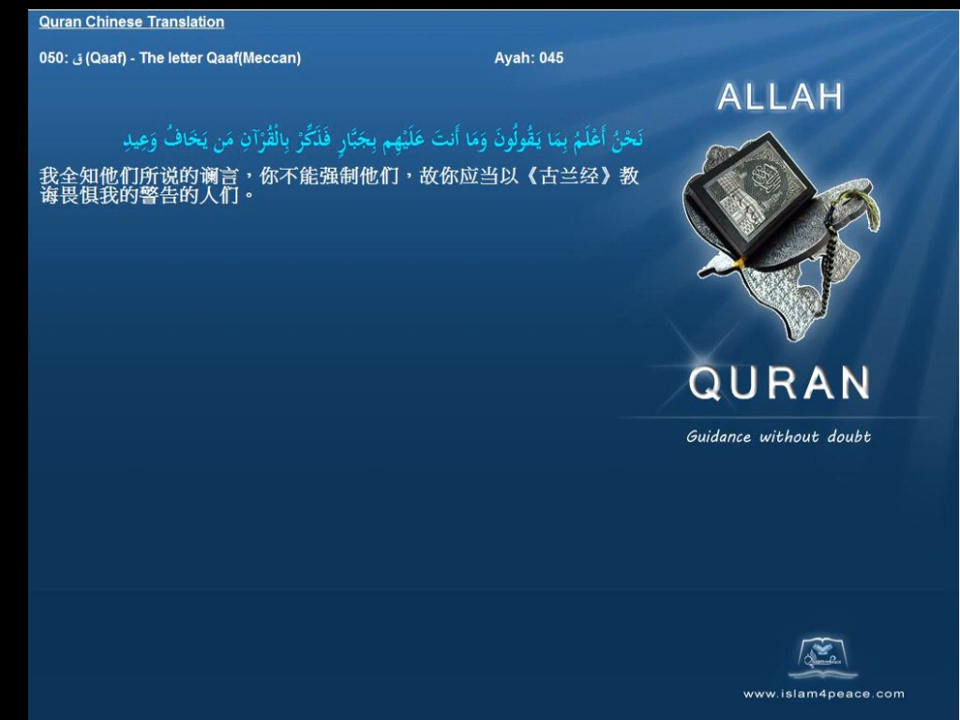 Quran Chinese Translation
050: ق (Qaaf) - The letter Qaaf(Meccan) Ayah: 045
نَحْنُ أَعْلَمُ بِمَا يَقُولُونَ وَمَا أَنتَ عَلَيْهِم بِجَبَّارٍ فَذَكِّرْ بِالْقُرْآنِ مَن يَخَافُ وَعِيدِ
我全知他们所说的谰言，你不能强制他们，故你应当以《古兰经》教
诲畏惧我的警告的人们。
ALLAH
QURAN
Guidance without doubt
www.islam4peace.com